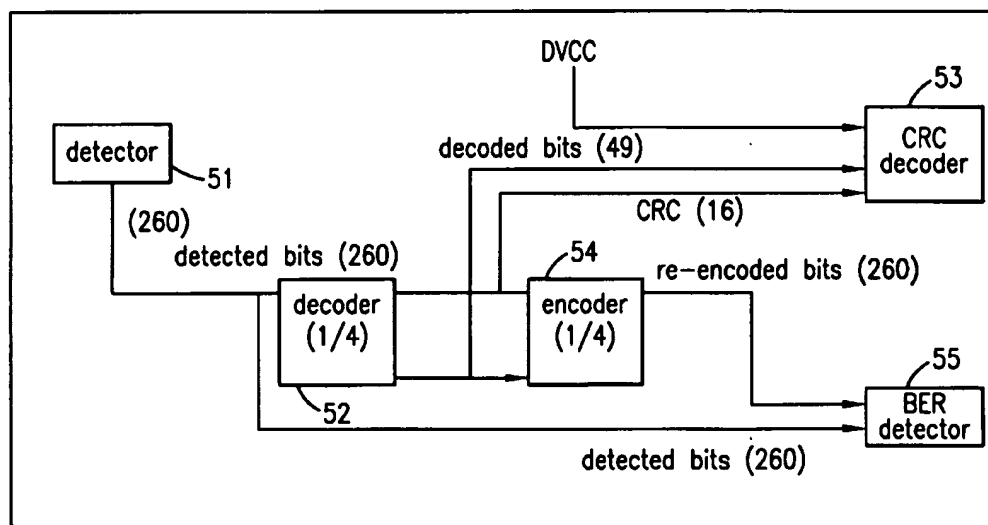 DVCC
53
CRC
decoder
detector
51
decoded bits (49)
CRC (16)
(260)
detected bits (260)
54
re-encoded bits (260)
decoder
(1/4)
encoder
(1/4)
52
55
BER
detector
detected bits (260)